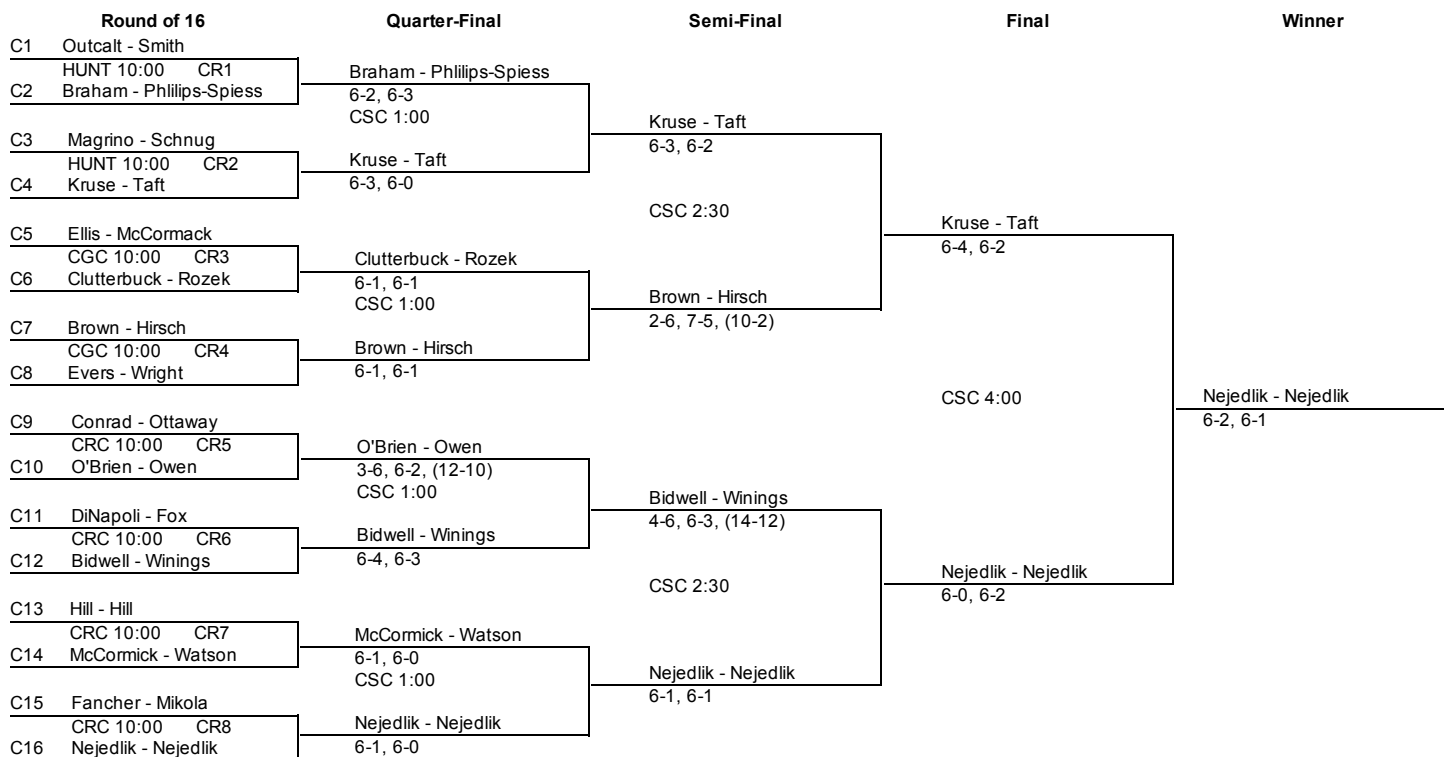 Round of 16 Quarter-Final Semi-Final Final Winner
C1 Outcalt - Smith
HUNT 10:00 CR1
C2 Braham - Phlilips-Spiess
C3 Magrino - Schnug
HUNT 10:00 CR2
C4 Kruse - Taft
C5 Ellis - McCormack
CGC 10:00 CR3
C6 Clutterbuck - Rozek
C7 Brown - Hirsch
CGC 10:00 CR4
C8 Evers - Wright
C9 Conrad - Ottaway
CRC 10:00 CR5
C10 O'Brien - Owen
C11 DiNapoli - Fox
CRC 10:00 CR6
C12 Bidwell - Winings
C13 Hill - Hill
CRC 10:00 CR7
C14 McCormick - Watson
C15 Fancher - Mikola
CRC 10:00 CR8
C16 Nejedlik - Nejedlik
Braham - Phlilips-Spiess
6-2, 6-3
CSC 1:00
Kruse - Taft
6-3, 6-0
Clutterbuck - Rozek
6-1, 6-1
CSC 1:00
Brown - Hirsch
6-1, 6-1
O'Brien - Owen
3-6, 6-2, (12-10)
CSC 1:00
Bidwell - Winings
6-4, 6-3
McCormick - Watson
6-1, 6-0
CSC 1:00
Nejedlik - Nejedlik
6-1, 6-0
Kruse - Taft
6-3, 6-2
CSC 2:30
Brown - Hirsch
2-6, 7-5, (10-2)
Bidwell - Winings
4-6, 6-3, (14-12)
CSC 2:30
Nejedlik - Nejedlik
6-1, 6-1
Kruse - Taft
6-4, 6-2
CSC 4:00
Nejedlik - Nejedlik
6-0, 6-2
Nejedlik - Nejedlik
6-2, 6-1